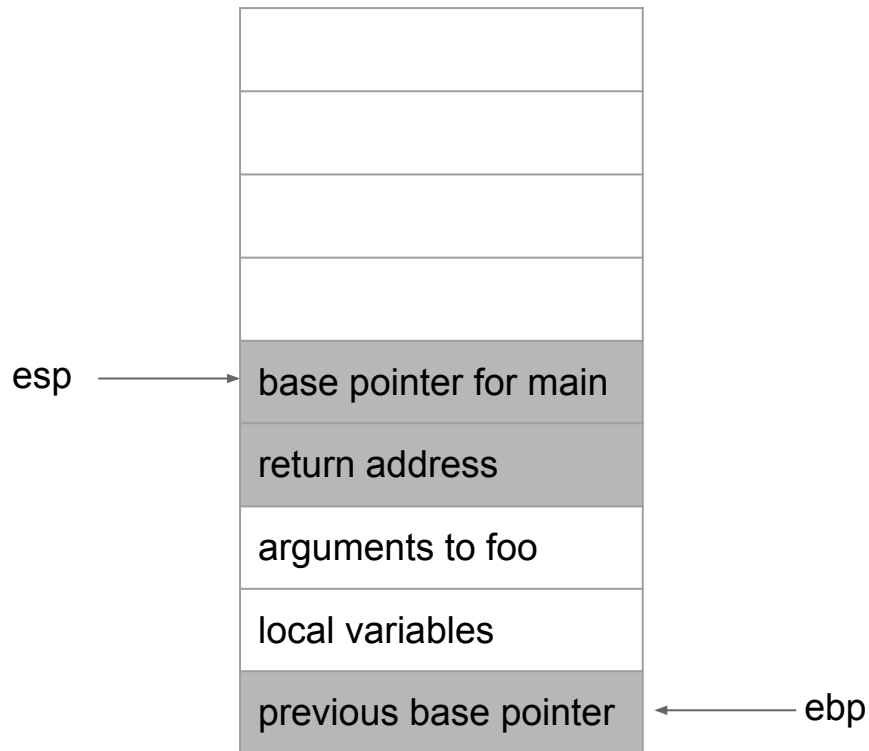 esp
base pointer for main
return address
arguments to foo
local variables
previous base pointer
ebp